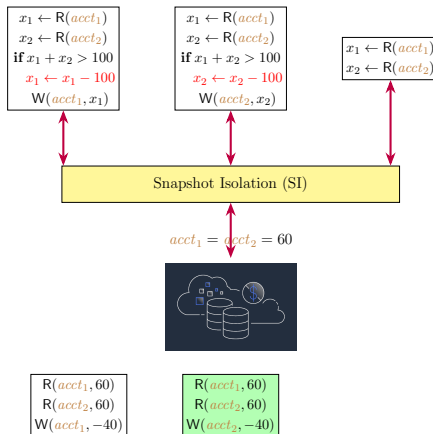 x₁ ← R(acct₁)
x₂ ← R(acct₂)
if x₁ + x₂ > 100
x₁ ← x₁ − 100
W(acct₁, x₁)
x₁ ← R(acct₁)
x₂ ← R(acct₂)
if x₁ + x₂ > 100
x₂ ← x₂ − 100
W(acct₂, x₂)
x₁ ← R(acct₁)
x₂ ← R(acct₂)
Snapshot Isolation (SI)
acct₁ = acct₂ = 60
R(acct₁, 60)
R(acct₂, 60)
W(acct₁, −40)
R(acct₁, 60)
R(acct₂, 60)
W(acct₂, −40)